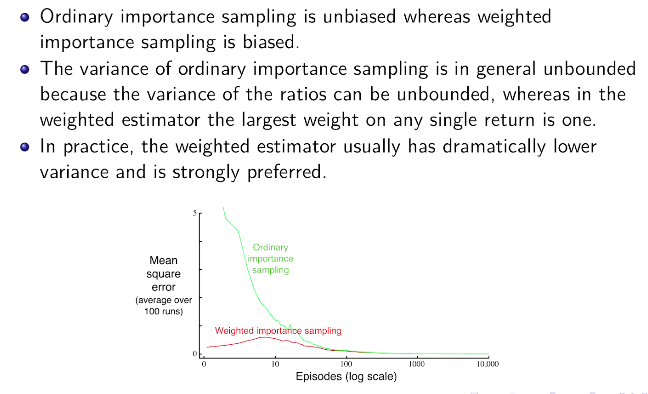 Ordinary importance sampling is unbiased whereas weighted
importance sampling is biased.
The variance of ordinary importance sampling is in general unbounded
because the variance of the ratios can be unbounded, whereas in the
weighted estimator the largest weight on any single return is one.
In practice, the weighted estimator usually has dramatically lower
variance and is strongly preferred.
5
Ordinary
importance
sampling
Mean
square
error
(average over
100 runs)
Weighted importance sampling
0
0 10 100 1000 10,000
Episodes (log scale)